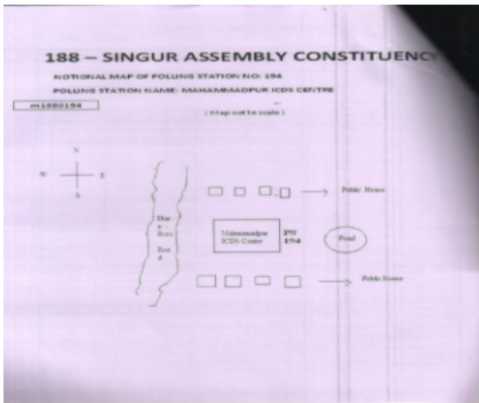 188 – SINGUR ASSEMBLY CONSTITUENCY
NOTIONAL MAP OF POLLING STATION NO: 194
POLLING STATION NAME: MAHAMMADPUR ICDS CENTRE
m1880194
(Map not to scale)
N
W
E
S
Public House
Mahammadpur
ICDS Center
PS
194
Pond
Roa
d
Public House